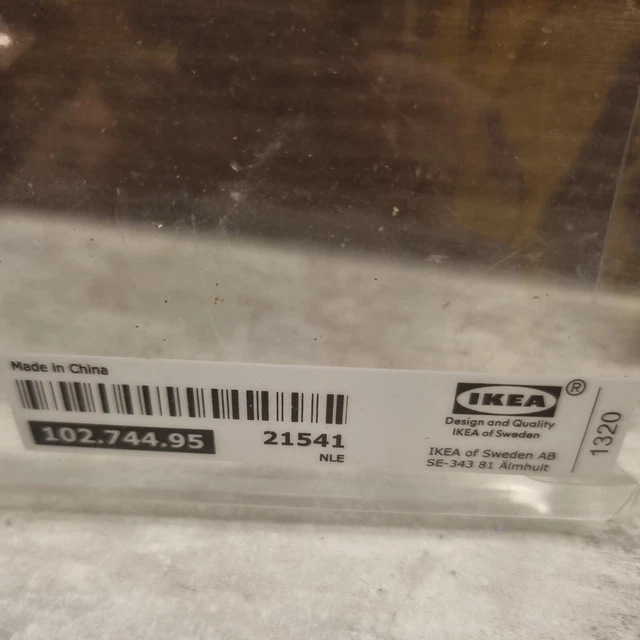 Made in China
102.744.95
21541
NLE
IKEA®
Design and Quality
IKEA of Sweden
IKEA of Sweden AB
SE-343 81 Älmhult
1320